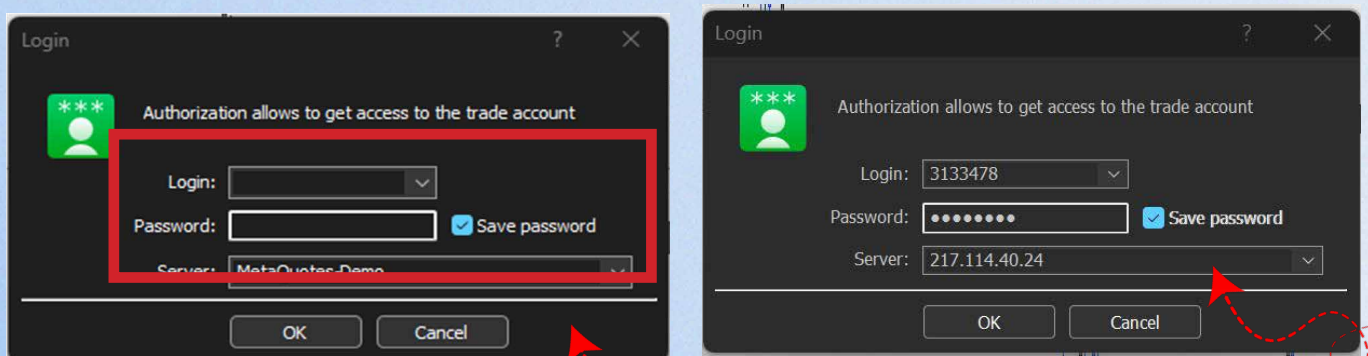 Login ? ×
Authorization allows to get access to the trade account
Login:
Password: Save password
Server: MetaQuotes-Demo
OK Cancel
Login ? ×
Authorization allows to get access to the trade account
Login: 3133478
Password: ●●●●●●●● Save password
Server: 217.114.40.24
OK Cancel